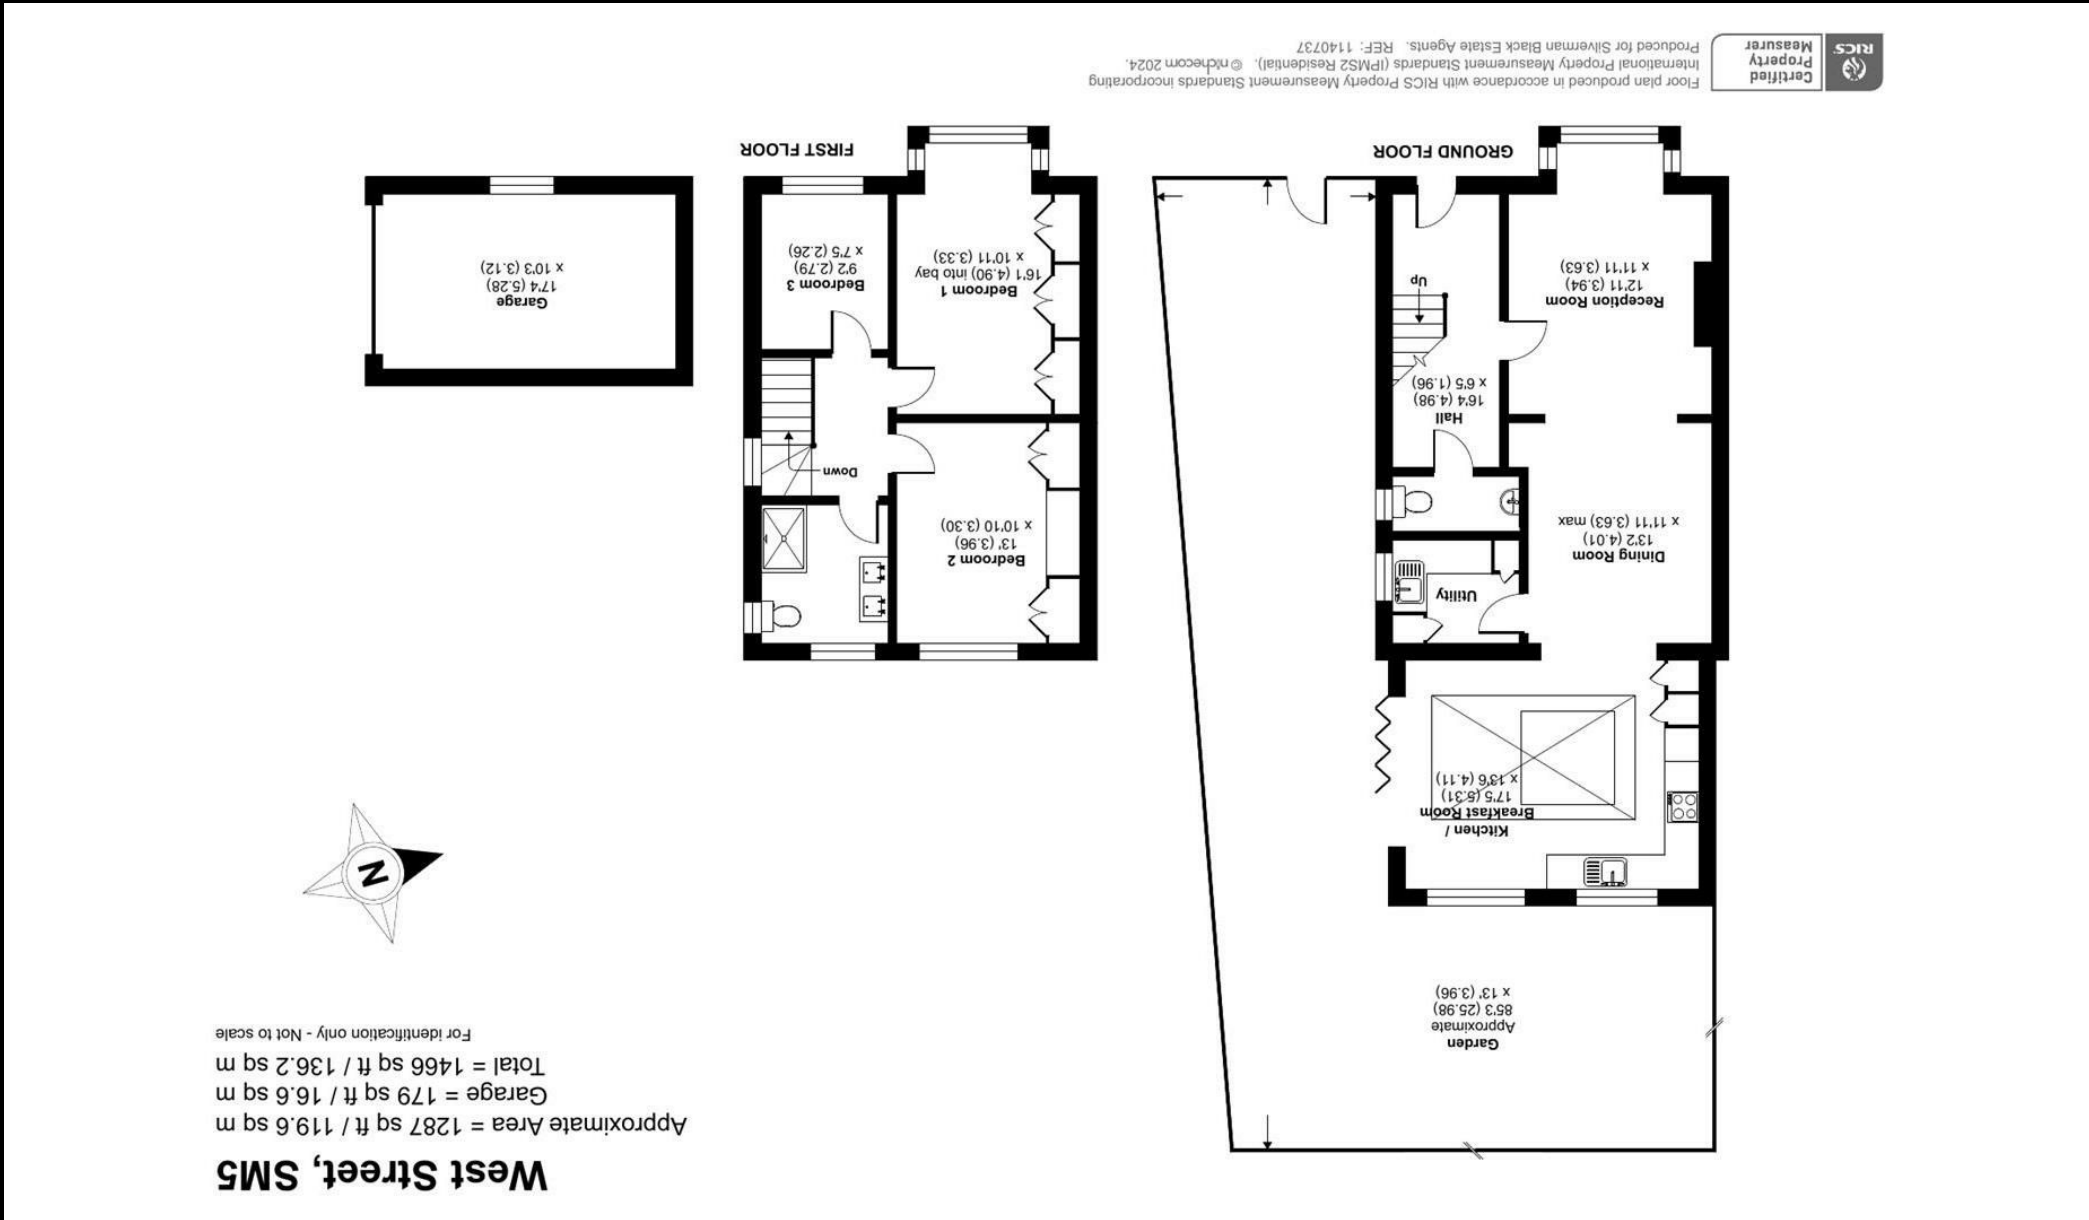 West Street, SM5
Approximate Area = 1287 sq ft / 119.6 sq m
Garage = 179 sq ft / 16.6 sq m
Total = 1466 sq ft / 136.2 sq m
For identification only - Not to scale
Garden
Approximate
85'3 (25.98)
x 13' (3.96)
N
Kitchen /
Breakfast Room
17'5 (5.31)
x 13'6 (4.11)
Utility
Dining Room
13'2 (4.01)
x 11'11 (3.63) max
Hall
16'4 (4.98)
x 6'5 (1.96)
Up
Reception Room
12'11 (3.94)
x 11'11 (3.63)
GROUND FLOOR
Bedroom 2
13' (3.96)
x 10'10 (3.30)
Down
Bedroom 1
16'1 (4.90) into bay
x 10'11 (3.33)
Bedroom 3
9'2 (2.79)
x 7'5 (2.26)
FIRST FLOOR
Garage
17'4 (5.28)
x 10'3 (3.12)
Certified
Property
Measurer
RICS
Floor plan produced in accordance with RICS Property Measurement Standards incorporating
International Property Measurement Standards (IPMS2 Residential). © nichecom 2024.
Produced for Silverman Black Estate Agents. REF: 1140737